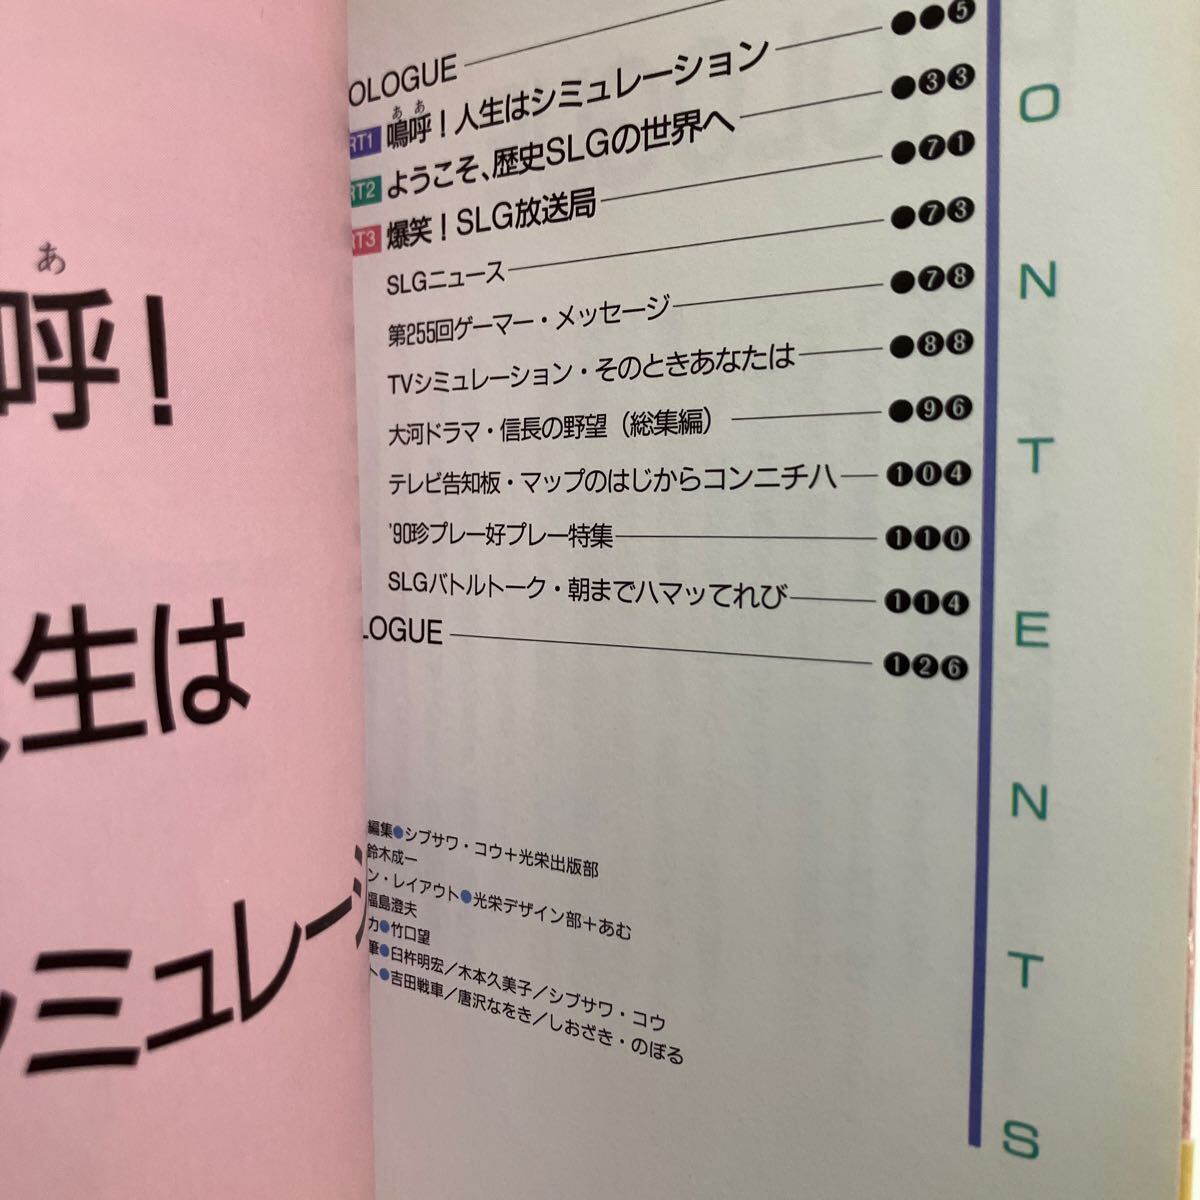 あ
呼!
生は
ミュレー
OLOGUE
ああ
RT1 嗚呼！人生はシミュレーション ●●5
RT2 ようこそ、歴史SLGの世界へ ●33
RT3 爆笑！SLG放送局 ●71
SLGニュース ●73
第255回ゲーマー・メッセージ ●78
TVシミュレーション・そのときあなたは ●88
大河ドラマ・信長の野望（総集編） ●96
テレビ告知板・マップのはじからコンニチハ 104
'90珍プレー好プレー特集 110
SLGバトルトーク・朝までハマッてれび 114
LOGUE 126
編集●シブサワ・コウ＋光栄出版部
鈴木成一
ン・レイアウト●光栄デザイン部＋あむ
福島澄夫
力●竹口望
筆●臼杵明宏／木本久美子／シブサワ・コウ
ト●吉田戦車／唐沢なをき／しおざき・のぼる
O
N
T
E
N
T
S